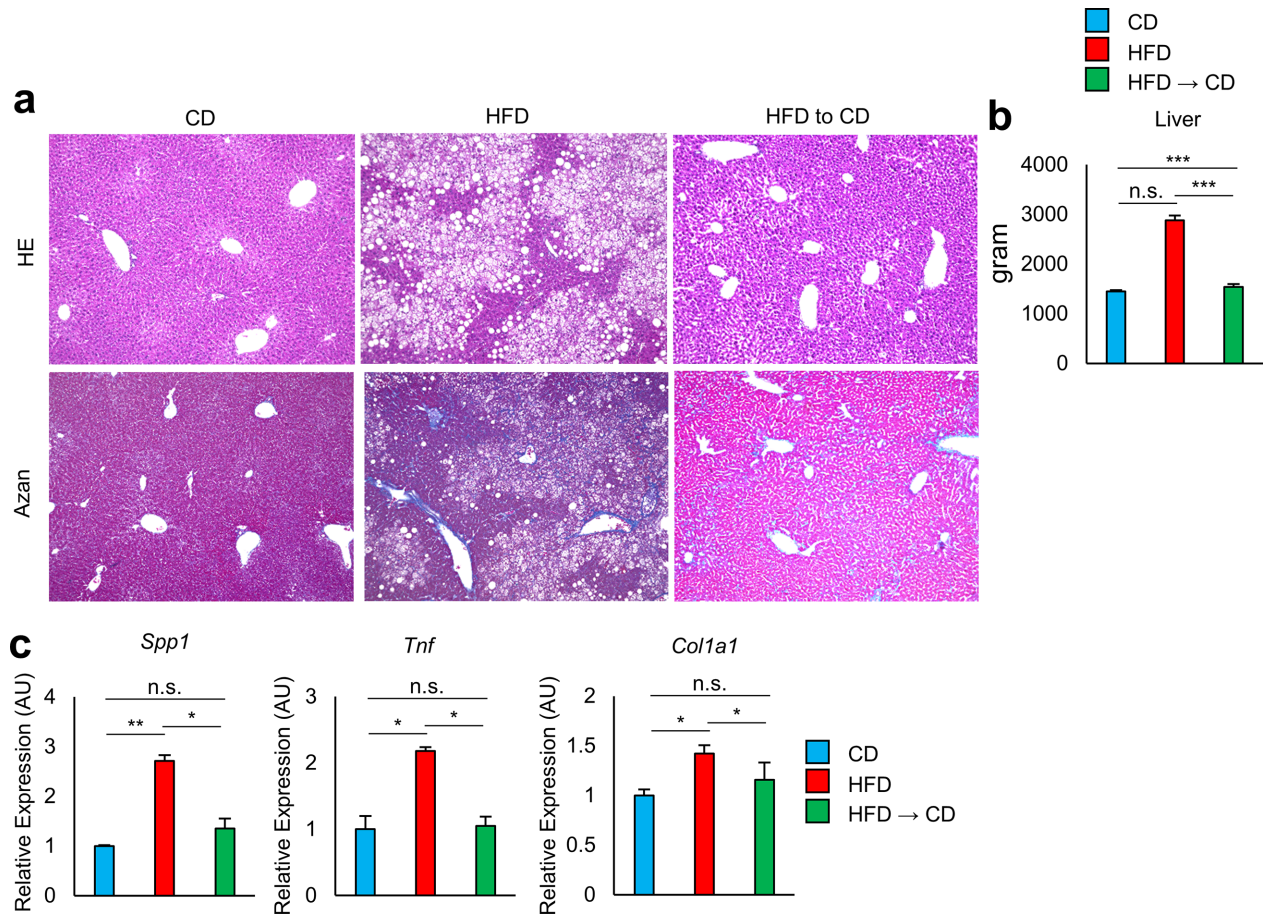 CD
HFD
HFD → CD
a
CD
HFD
HFD to CD
HE
Azan
b
Liver
gram
4000
3000
2000
1000
0
***
n.s.
***
c
Spp1
Relative Expression (AU)
4
3
2
1
0
n.s.
**
*
Tnf
Relative Expression (AU)
3
2
1
0
n.s.
*
*
Col1a1
Relative Expression (AU)
2
1.5
1
0.5
0
n.s.
*
*
CD
HFD
HFD → CD